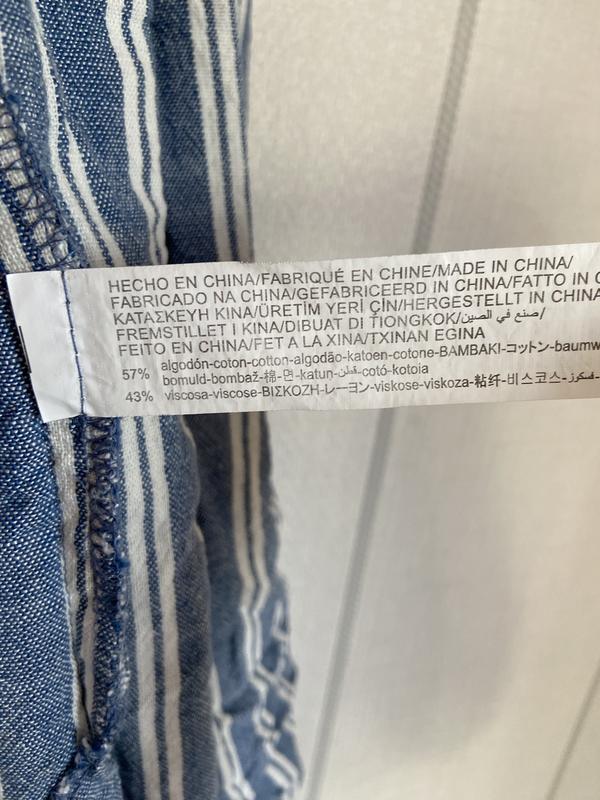 HECHO EN CHINA/FABRIQUÉ EN CHINE/MADE IN CHINA/
FABRICADO NA CHINA/GEFABRICEERD IN CHINA/FATTO IN C
ΚΑΤΑΣΚΕΥΗ ΚΙΝΑ/ÜRETİM YERİ ÇİN/HERGESTELLT IN CHINA
FREMSTILLET I KINA/DIBUAT DI TIONGKOK/صنع في الصين/
FEITO EN CHINA/FET A LA XINA/TXINAN EGINA
57% algodón-coton-cotton-algodão-katoen-cotone-ΒΑΜΒΑΚΙ-コットン-baumw
bomuld-bombaž-棉-면-katun-قطن-cotó-kotoia
43% viscosa-viscose-ΒΙΣΚΟΖΗ-レーヨン-viskose-viskoza-粘纤-비스코스-فسكوز-